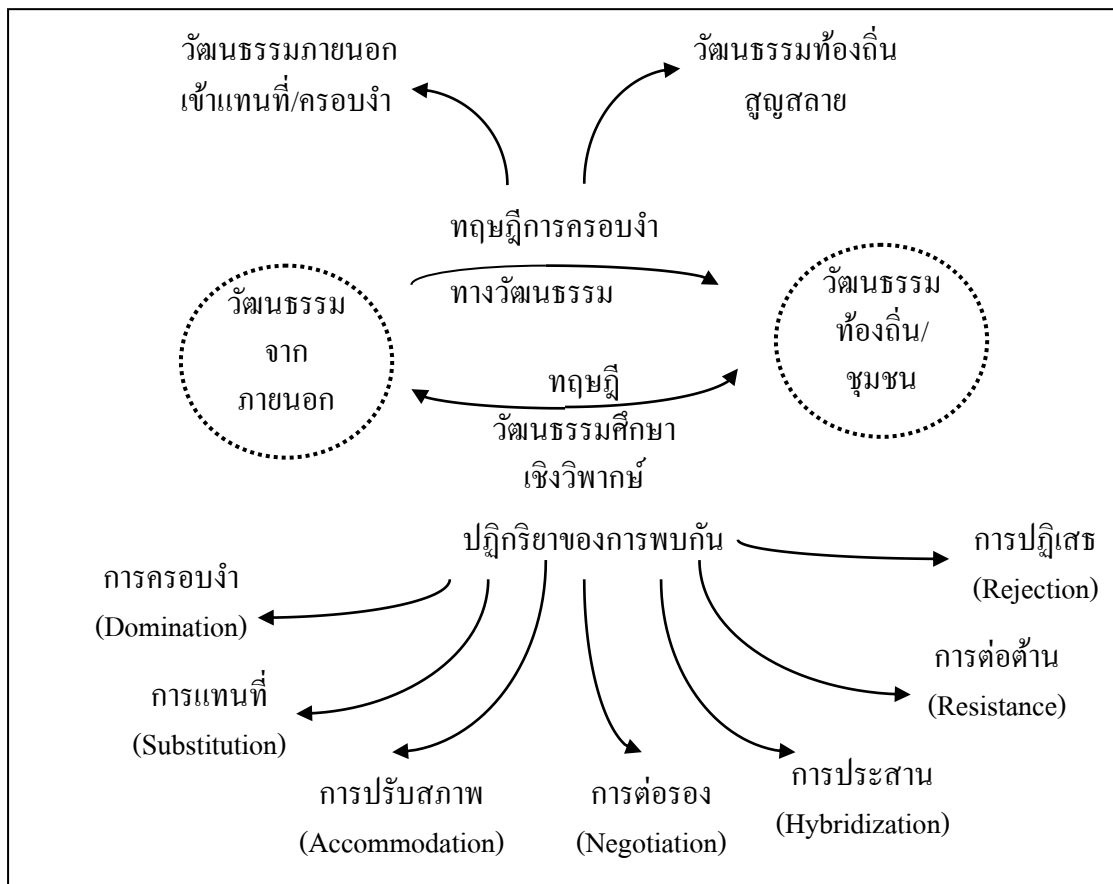 วัฒนธรรมภายนอก
เข้าแทนที่/ครอบงำ
วัฒนธรรมท้องถิ่น
สูญสลาย
ทฤษฎีการครอบงำ
ทางวัฒนธรรม
วัฒนธรรม
จาก
ภายนอก
วัฒนธรรม
ท้องถิ่น/
ชุมชน
ทฤษฎี
วัฒนธรรมศึกษา
เชิงวิพากษ์
ปฏิกริยาของการพบกัน
การครอบงำ
(Domination)
การแทนที่
(Substitution)
การปรับสภาพ
(Accommodation)
การต่อรอง
(Negotiation)
การประสาน
(Hybridization)
การต่อต้าน
(Resistance)
การปฏิเสธ
(Rejection)